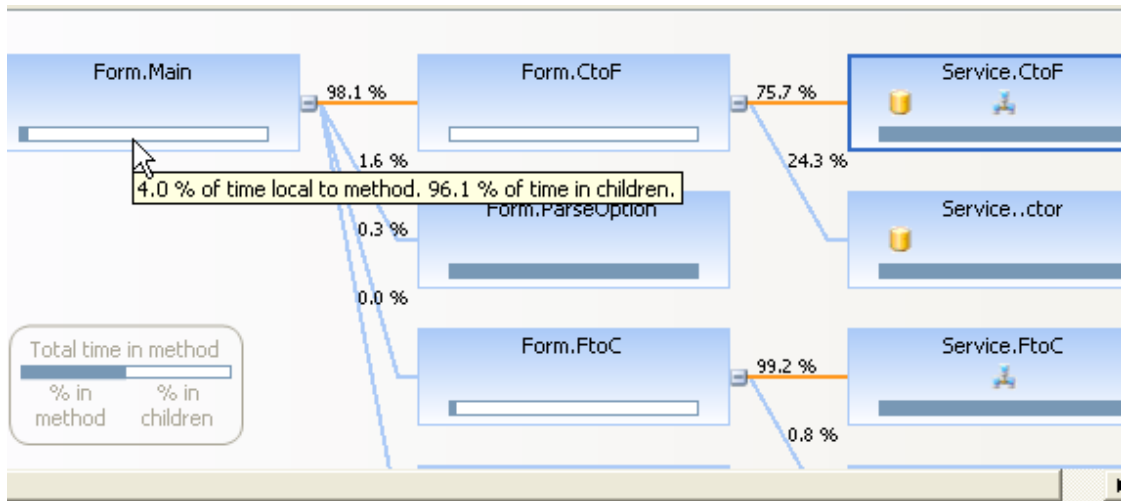 Form.Main
Form.CtoF
Service.CtoF
98.1 %
75.7 %
1.6 %
24.3 %
4.0 % of time local to method. 96.1 % of time in children.
Form.ParseOption
Service..ctor
0.3 %
0.0 %
Total time in method
% in method
% in children
Form.FtoC
Service.FtoC
99.2 %
0.8 %